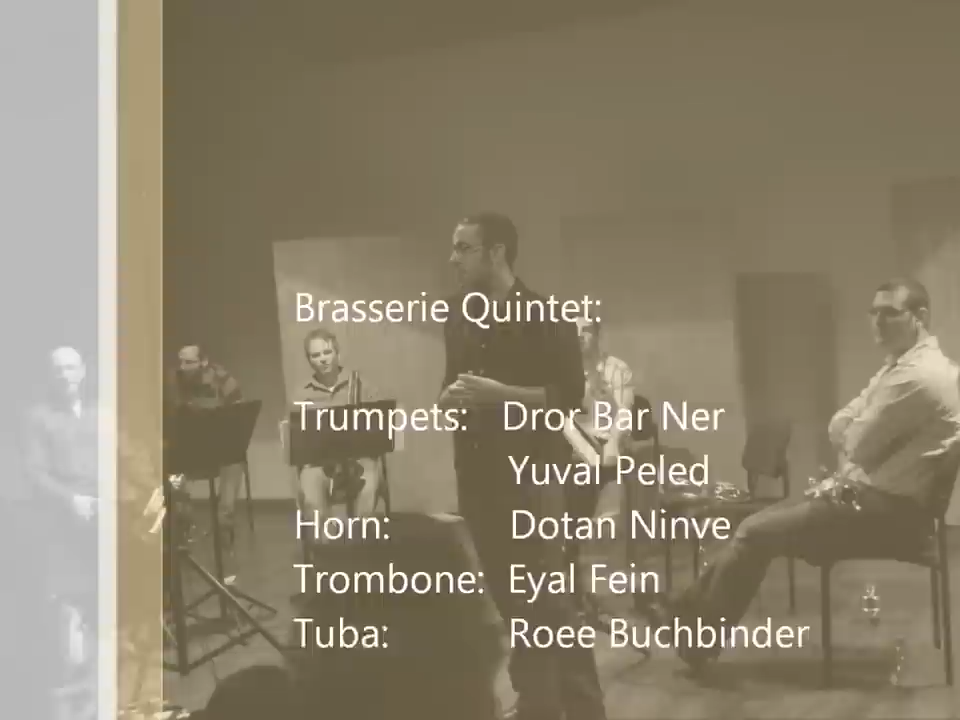 Brasserie Quintet:
Trumpets: Dror Bar Ner
Yuval Peled
Horn: Dotan Ninve
Trombone: Eyal Fein
Tuba: Roee Buchbinder